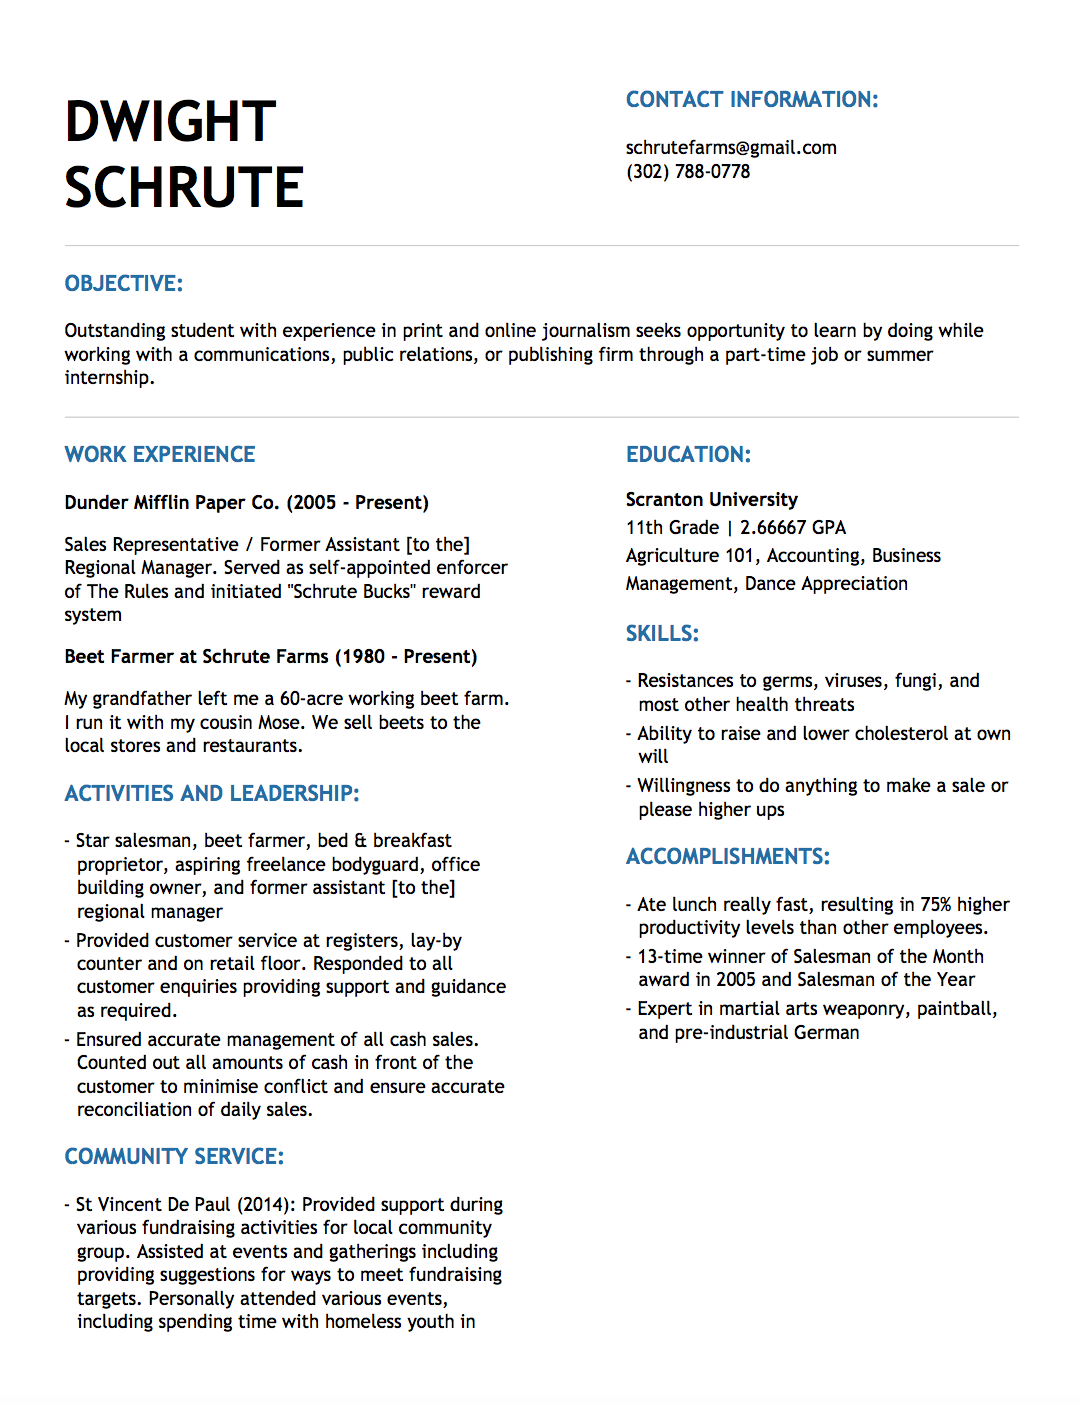 DWIGHT
SCHRUTE
CONTACT INFORMATION:
schrutefarms@gmail.com
(302) 788-0778
OBJECTIVE:
Outstanding student with experience in print and online journalism seeks opportunity to learn by doing while
working with a communications, public relations, or publishing firm through a part-time job or summer
internship.
WORK EXPERIENCE
Dunder Mifflin Paper Co. (2005 - Present)
Sales Representative / Former Assistant [to the]
Regional Manager. Served as self-appointed enforcer
of The Rules and initiated "Schrute Bucks" reward
system
Beet Farmer at Schrute Farms (1980 - Present)
My grandfather left me a 60-acre working beet farm.
I run it with my cousin Mose. We sell beets to the
local stores and restaurants.
ACTIVITIES AND LEADERSHIP:
- Star salesman, beet farmer, bed & breakfast
proprietor, aspiring freelance bodyguard, office
building owner, and former assistant [to the]
regional manager
- Provided customer service at registers, lay-by
counter and on retail floor. Responded to all
customer enquiries providing support and guidance
as required.
- Ensured accurate management of all cash sales.
Counted out all amounts of cash in front of the
customer to minimise conflict and ensure accurate
reconciliation of daily sales.
COMMUNITY SERVICE:
- St Vincent De Paul (2014): Provided support during
various fundraising activities for local community
group. Assisted at events and gatherings including
providing suggestions for ways to meet fundraising
targets. Personally attended various events,
including spending time with homeless youth in
EDUCATION:
Scranton University
11th Grade | 2.66667 GPA
Agriculture 101, Accounting, Business
Management, Dance Appreciation
SKILLS:
- Resistances to germs, viruses, fungi, and
most other health threats
- Ability to raise and lower cholesterol at own
will
- Willingness to do anything to make a sale or
please higher ups
ACCOMPLISHMENTS:
- Ate lunch really fast, resulting in 75% higher
productivity levels than other employees.
- 13-time winner of Salesman of the Month
award in 2005 and Salesman of the Year
- Expert in martial arts weaponry, paintball,
and pre-industrial German